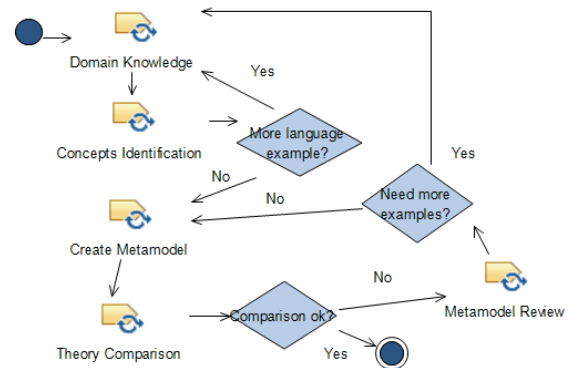 Domain Knowledge
Yes
More language
example?
Concepts Identification
Yes
No
Need more
examples?
No
Create Metamodel
No
Comparison ok?
Metamodel Review
Theory Comparison
Yes